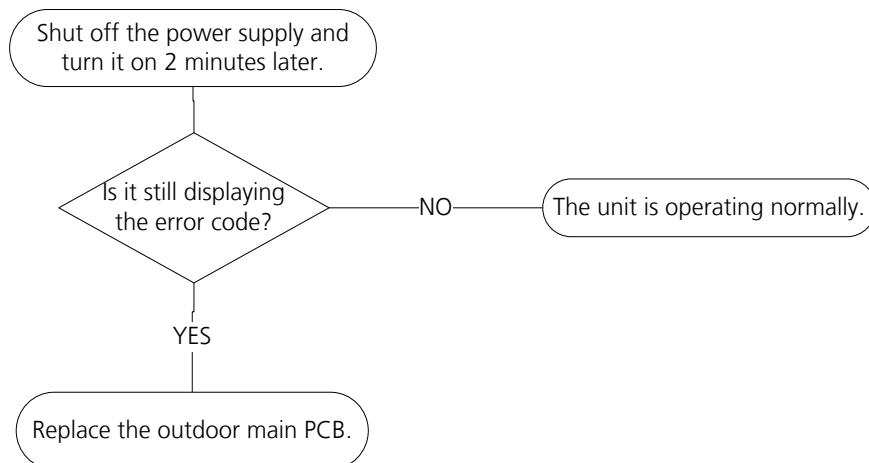 Shut off the power supply and
turn it on 2 minutes later.
Is it still displaying
the error code?
NO
The unit is operating normally.
YES
Replace the outdoor main PCB.